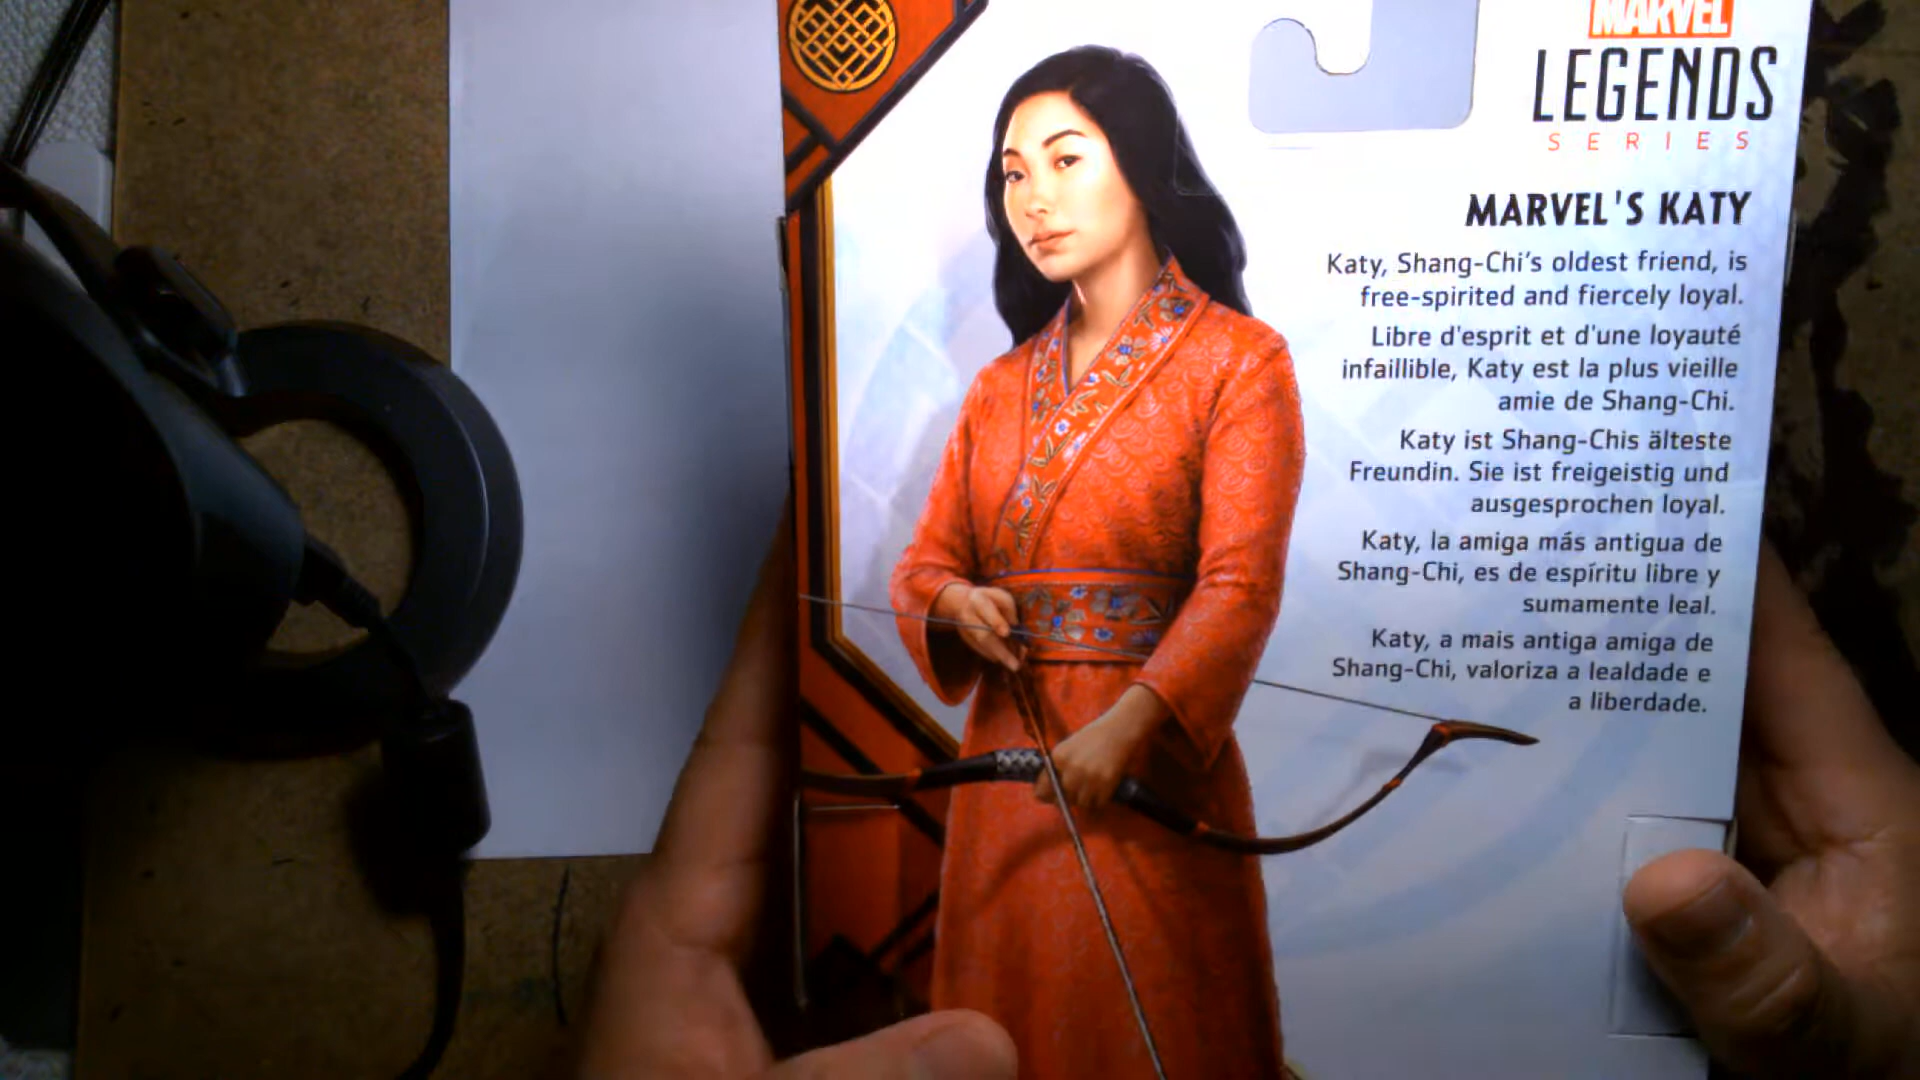 MARVEL
LEGENDS
SERIES
MARVEL'S KATY
Katy, Shang-Chi's oldest friend, is
free-spirited and fiercely loyal.
Libre d'esprit et d'une loyauté
infaillible, Katy est la plus vieille
amie de Shang-Chi.
Katy ist Shang-Chis älteste
Freundin. Sie ist freigeistig und
ausgesprochen loyal.
Katy, la amiga más antigua de
Shang-Chi, es de espíritu libre y
sumamente leal.
Katy, a mais antiga amiga de
Shang-Chi, valoriza a lealdade e
a liberdade.